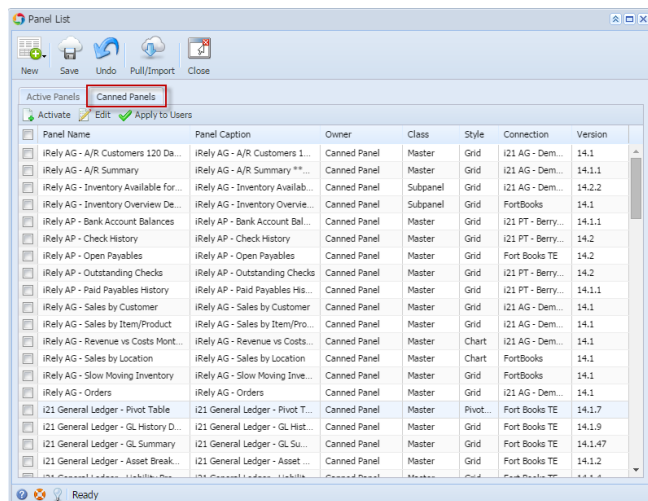 Panel List
New Save Undo Pull/Import Close
Active Panels Canned Panels
Activate Edit Apply to Users
Panel Name Panel Caption Owner Class Style Connection Version
iRely AG - A/R Customers 120 Da... iRely AG - A/R Customers 1... Canned Panel Master Grid i21 AG - Dem... 14.1
iRely AG - A/R Summary iRely AG - A/R Summary **... Canned Panel Master Grid i21 AG - Dem... 14.1.1
iRely AG - Inventory Available for... iRely AG - Inventory Availab... Canned Panel Subpanel Grid i21 AG - Dem... 14.2.2
iRely AG - Inventory Overview De... iRely AG - Inventory Overvie... Canned Panel Subpanel Grid FortBooks 14.1
iRely AP - Bank Account Balances iRely AP - Bank Account Bal... Canned Panel Master Grid i21 PT - Berry... 14.1.1
iRely AP - Check History iRely AP - Check History Canned Panel Master Grid i21 PT - Berry... 14.2
iRely AP - Open Payables iRely AP - Open Payables Canned Panel Master Grid Fort Books TE 14.2
iRely AP - Outstanding Checks iRely AP - Outstanding Checks Canned Panel Master Grid i21 PT - Berry... 14.2
iRely AP - Paid Payables History iRely AP - Paid Payables His... Canned Panel Master Grid i21 PT - Berry... 14.1.1
iRely AG - Sales by Customer iRely AG - Sales by Customer Canned Panel Master Grid i21 AG - Dem... 14.1
iRely AG - Sales by Item/Product iRely AG - Sales by Item/Pro... Canned Panel Master Grid i21 AG - Dem... 14.1
iRely AG - Revenue vs Costs Mont... iRely AG - Revenue vs Costs... Canned Panel Master Chart i21 AG - Dem... 14.1
iRely AG - Sales by Location iRely AG - Sales by Location Canned Panel Master Chart FortBooks 14.1
iRely AG - Slow Moving Inventory iRely AG - Slow Moving Inve... Canned Panel Master Grid FortBooks 14.1
iRely AG - Orders iRely AG - Orders Canned Panel Master Grid i21 AG - Dem... 14.1
i21 General Ledger - Pivot Table i21 General Ledger - Pivot T... Canned Panel Master Pivot... Fort Books TE 14.1.7
i21 General Ledger - GL History D... i21 General Ledger - GL Hist... Canned Panel Master Grid Fort Books TE 14.1.9
i21 General Ledger - GL Summary i21 General Ledger - GL Su... Canned Panel Master Grid Fort Books TE 14.1.47
i21 General Ledger - Asset Break... i21 General Ledger - Asset ... Canned Panel Master Grid Fort Books TE 14.1.2
Ready